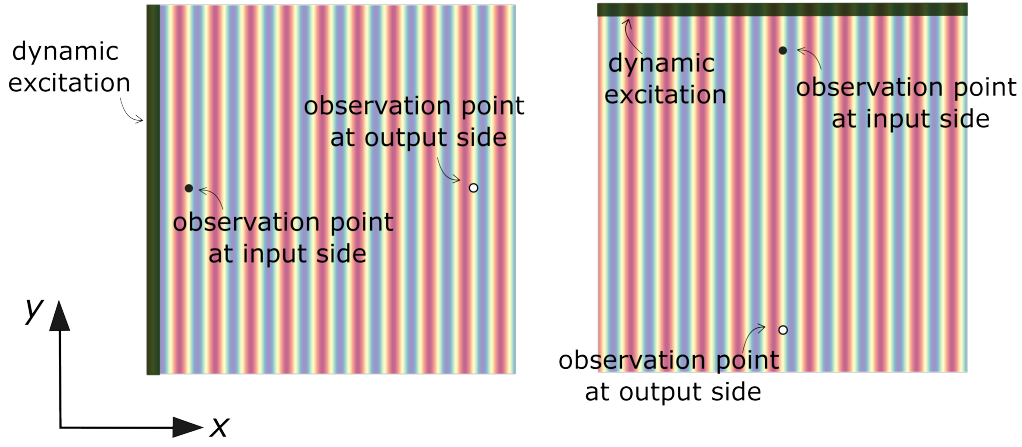 dynamic
excitation
observation point
at output side
observation point
at input side
y
x
dynamic
excitation
observation point
at input side
observation point
at output side